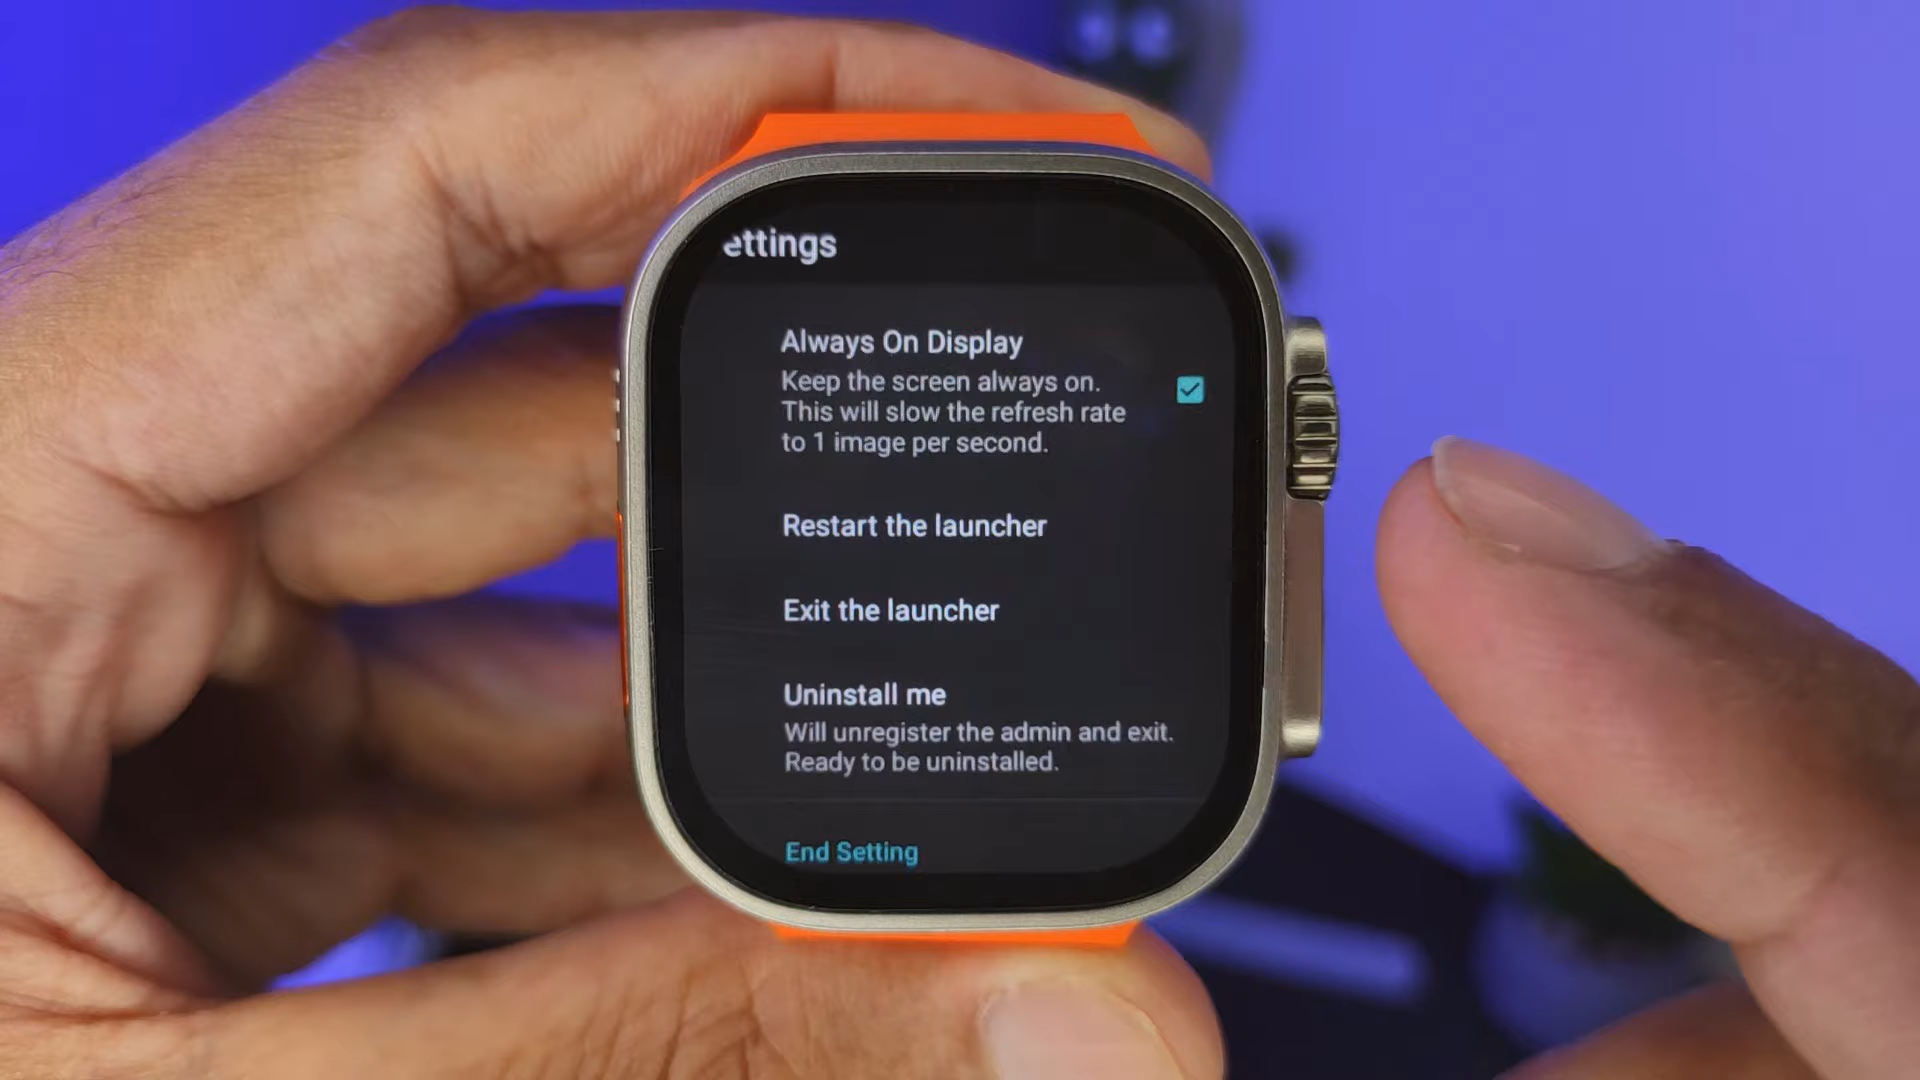 ettings
Always On Display
Keep the screen always on.
This will slow the refresh rate
to 1 image per second.
Restart the launcher
Exit the launcher
Uninstall me
Will unregister the admin and exit.
Ready to be uninstalled.
End Setting